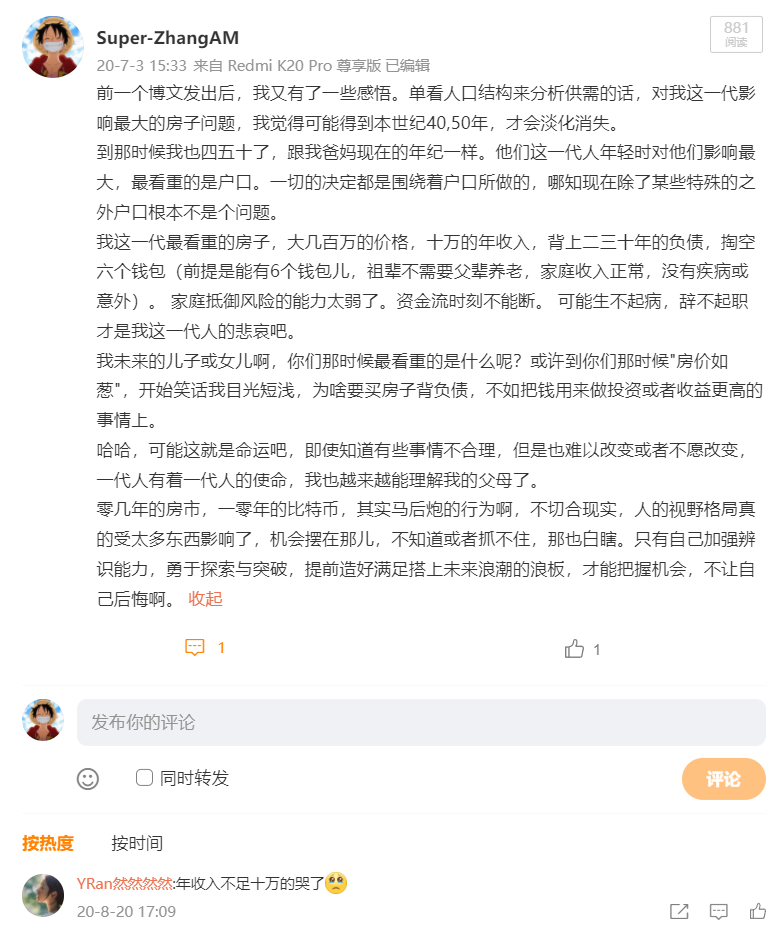 Super-ZhangAM
881
阅读
20-7-3 15:33 来自 Redmi K20 Pro 尊享版 已编辑
前一个博文发出后，我又有了一些感悟。单看人口结构来分析供需的话，对我这一代影
响最大的房子问题，我觉得可能得到本世纪40,50年，才会淡化消失。
到那时候我也四五十了，跟我爸妈现在的年纪一样。他们这一代人年轻时对他们影响最
大，最看重的是户口。一切的决定都是围绕着户口所做的，哪知现在除了某些特殊的之
外户口根本不是个问题。
我这一代最看重的房子，大几百万的价格，十万的年收入，背上二三十年的负债，掏空
六个钱包（前提是能有6个钱包儿，祖辈不需要父辈养老，家庭收入正常，没有疾病或
意外）。 家庭抵御风险的能力太弱了。资金流时刻不能断。 可能生不起病，辞不起职
才是我这一代人的悲哀吧。
我未来的儿子或女儿啊，你们那时候最看重的是什么呢？或许到你们那时候"房价如
葱"，开始笑话我目光短浅，为啥要买房子背负债，不如把钱用来做投资或者收益更高的
事情上。
哈哈，可能这就是命运吧，即使知道有些事情不合理，但是也难以改变或者不愿改变，
一代人有着一代人的使命，我也越来越能理解我的父母了。
零几年的房市，一零年的比特币，其实马后炮的行为啊，不切合现实，人的视野格局真
的受太多东西影响了，机会摆在那儿，不知道或者抓不住，那也白瞎。只有自己加强辨
识能力，勇于探索与突破，提前造好满足搭上未来浪潮的浪板，才能把握机会，不让自
己后悔啊。 收起
1
1
发布你的评论
同时转发
评论
按热度 按时间
YRan然然然然:年收入不足十万的哭了
20-8-20 17:09